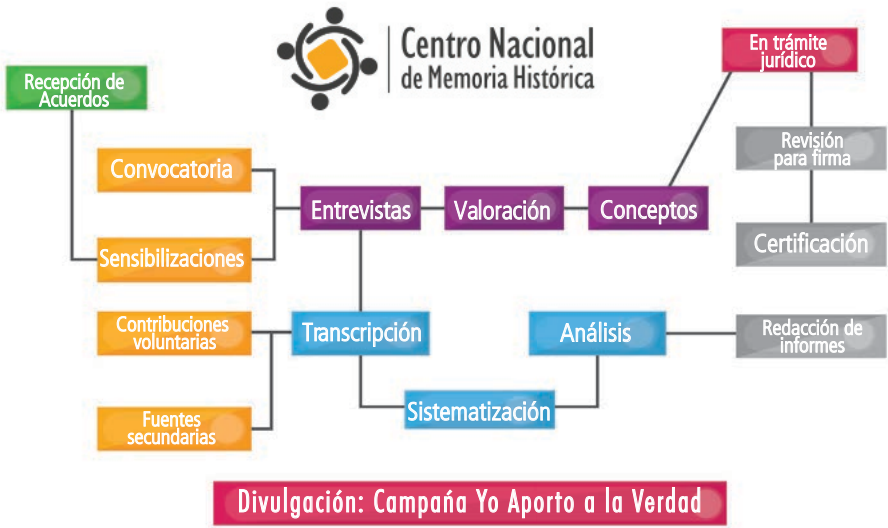 Centro Nacional
de Memoria Histórica
En trámite
jurídico
Recepción de
Acuerdos
Revisión
para firma
Convocatoria
Entrevistas
Valoración
Conceptos
Certificación
Sensibilizaciones
Contribuciones
voluntarias
Transcripción
Análisis
Redacción de
informes
Sistematización
Fuentes
secundarias
Divulgación: Campaña Yo Aporto a la Verdad